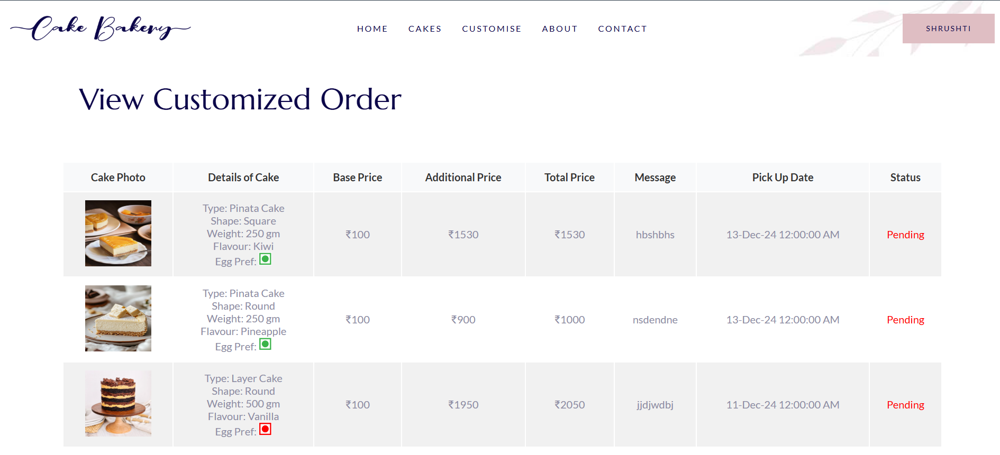 Cake Bakery
HOME CAKES CUSTOMISE ABOUT CONTACT
SHRUSHTI
View Customized Order
Cake Photo Details of Cake Base Price Additional Price Total Price Message Pick Up Date Status
Type: Pinata Cake
Shape: Square
Weight: 250 gm
Flavour: Kiwi
Egg Pref:
₹100 ₹1530 ₹1530 hbshbhs 13-Dec-24 12:00:00 AM Pending
Type: Pinata Cake
Shape: Round
Weight: 250 gm
Flavour: Pineapple
Egg Pref:
₹100 ₹900 ₹1000 nsdendne 13-Dec-24 12:00:00 AM Pending
Type: Layer Cake
Shape: Round
Weight: 500 gm
Flavour: Vanilla
Egg Pref:
₹100 ₹1950 ₹2050 jjdjwdbj 11-Dec-24 12:00:00 AM Pending